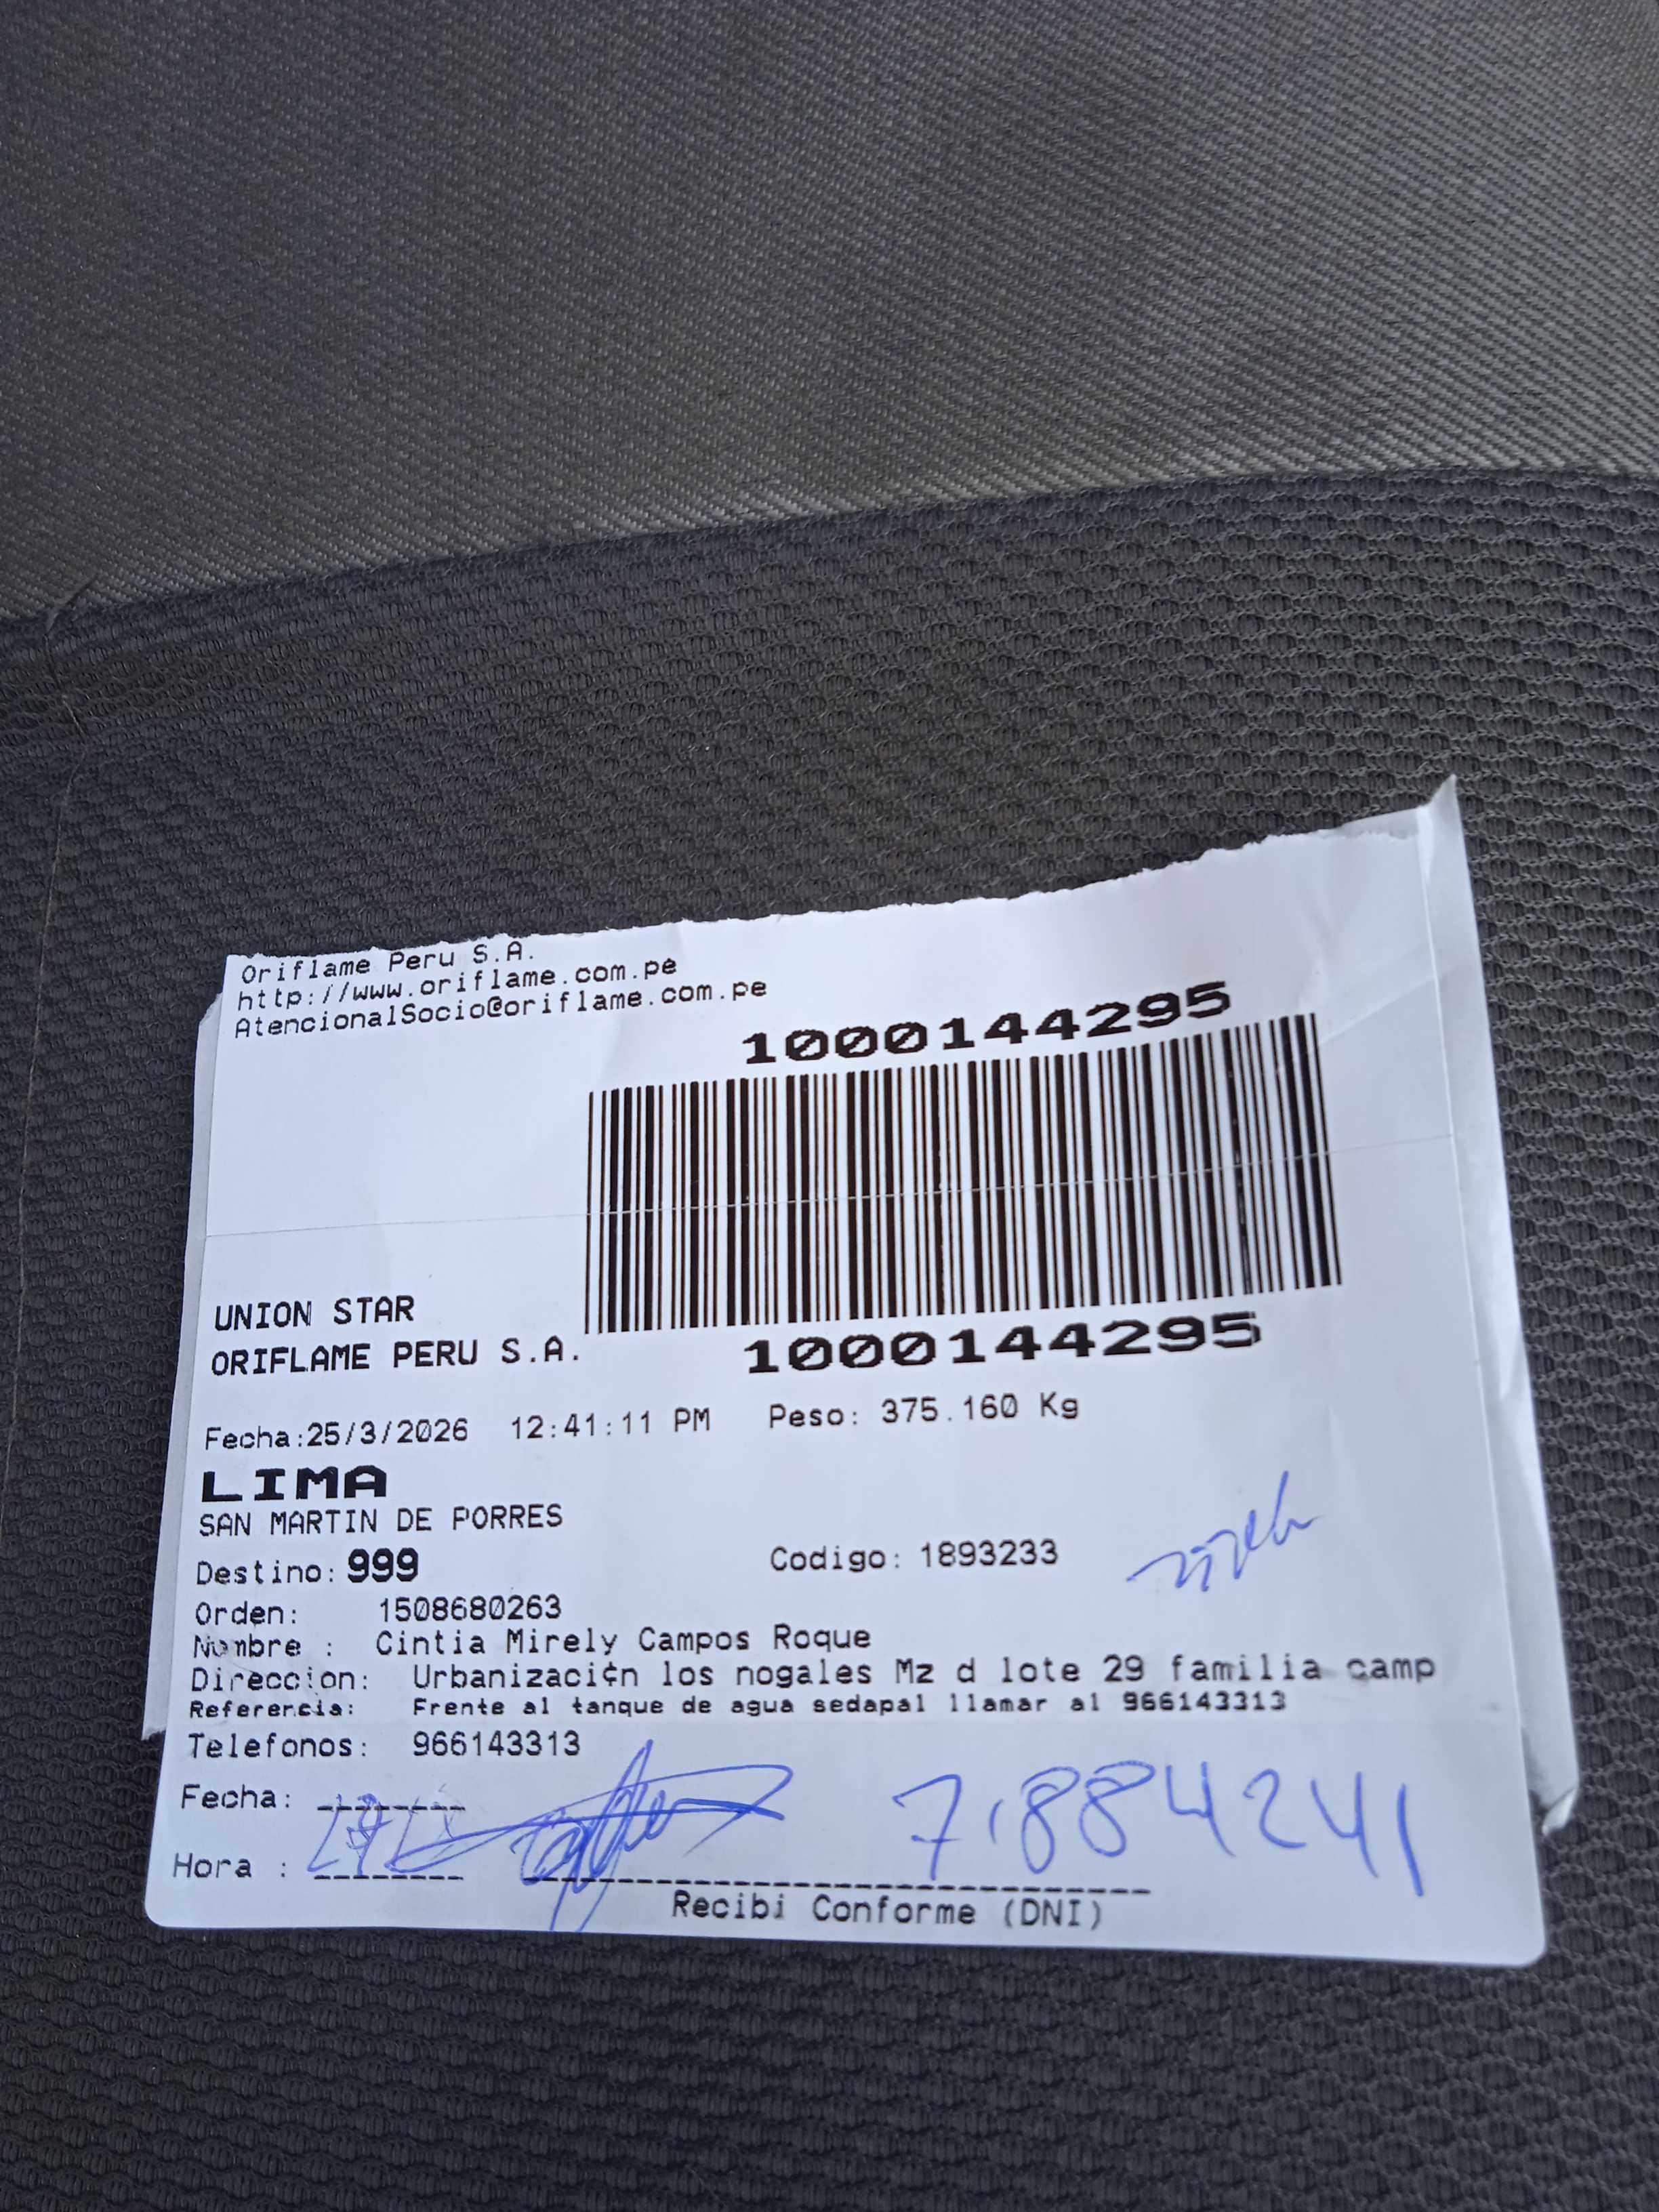 Oriflame Peru S.A.
http://www.oriflame.com.pe
AtencionalSocio@oriflame.com.pe
1000144295
UNION STAR
ORIFLAME PERU S.A.
1000144295
Fecha:25/3/2026 12:41:11 PM Peso: 375.160 Kg
LIMA
SAN MARTIN DE PORRES
Destino: 999 Codigo: 1893233
Orden: 1508680263
Nombre : Cintia Mirely Campos Roque
Direccion: Urbanizaci¢n los nogales Mz d lote 29 familia camp
Referencia: Frente al tanque de agua sedapal llamar al 966143313
Telefonos: 966143313
Fecha:
Hora :
7.884241
Recibi Conforme (DNI)